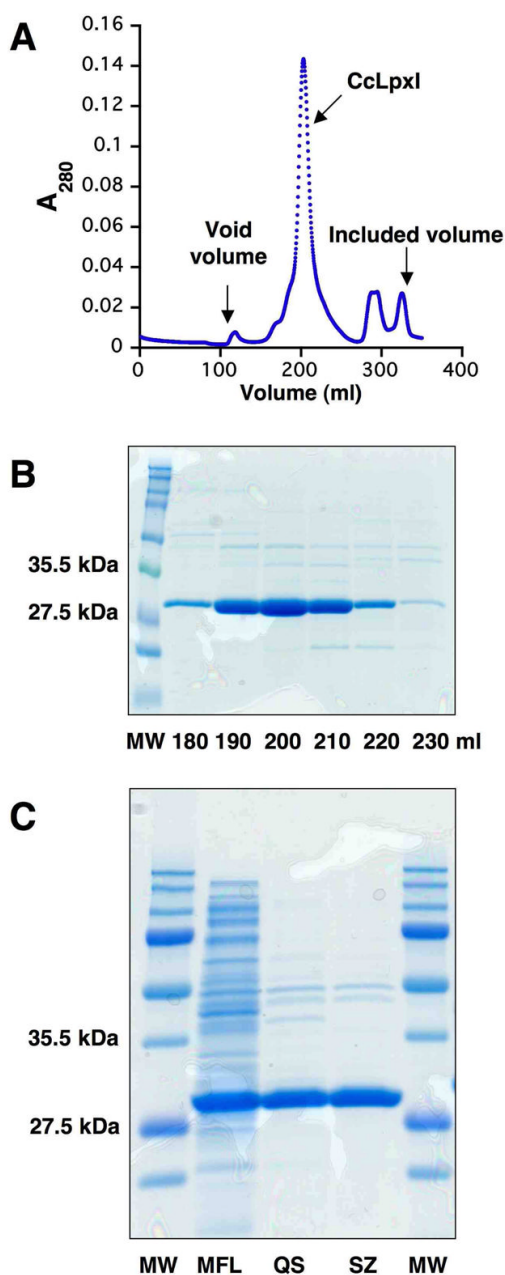 A
0.16
0.14
0.12
0.1
0.08
0.06
0.04
0.02
0
A280
CcLpxI
Void
volume
Included volume
0 100 200 300 400
Volume (ml)
B
35.5 kDa
27.5 kDa
MW 180 190 200 210 220 230 ml
C
35.5 kDa
27.5 kDa
MW MFL QS SZ MW